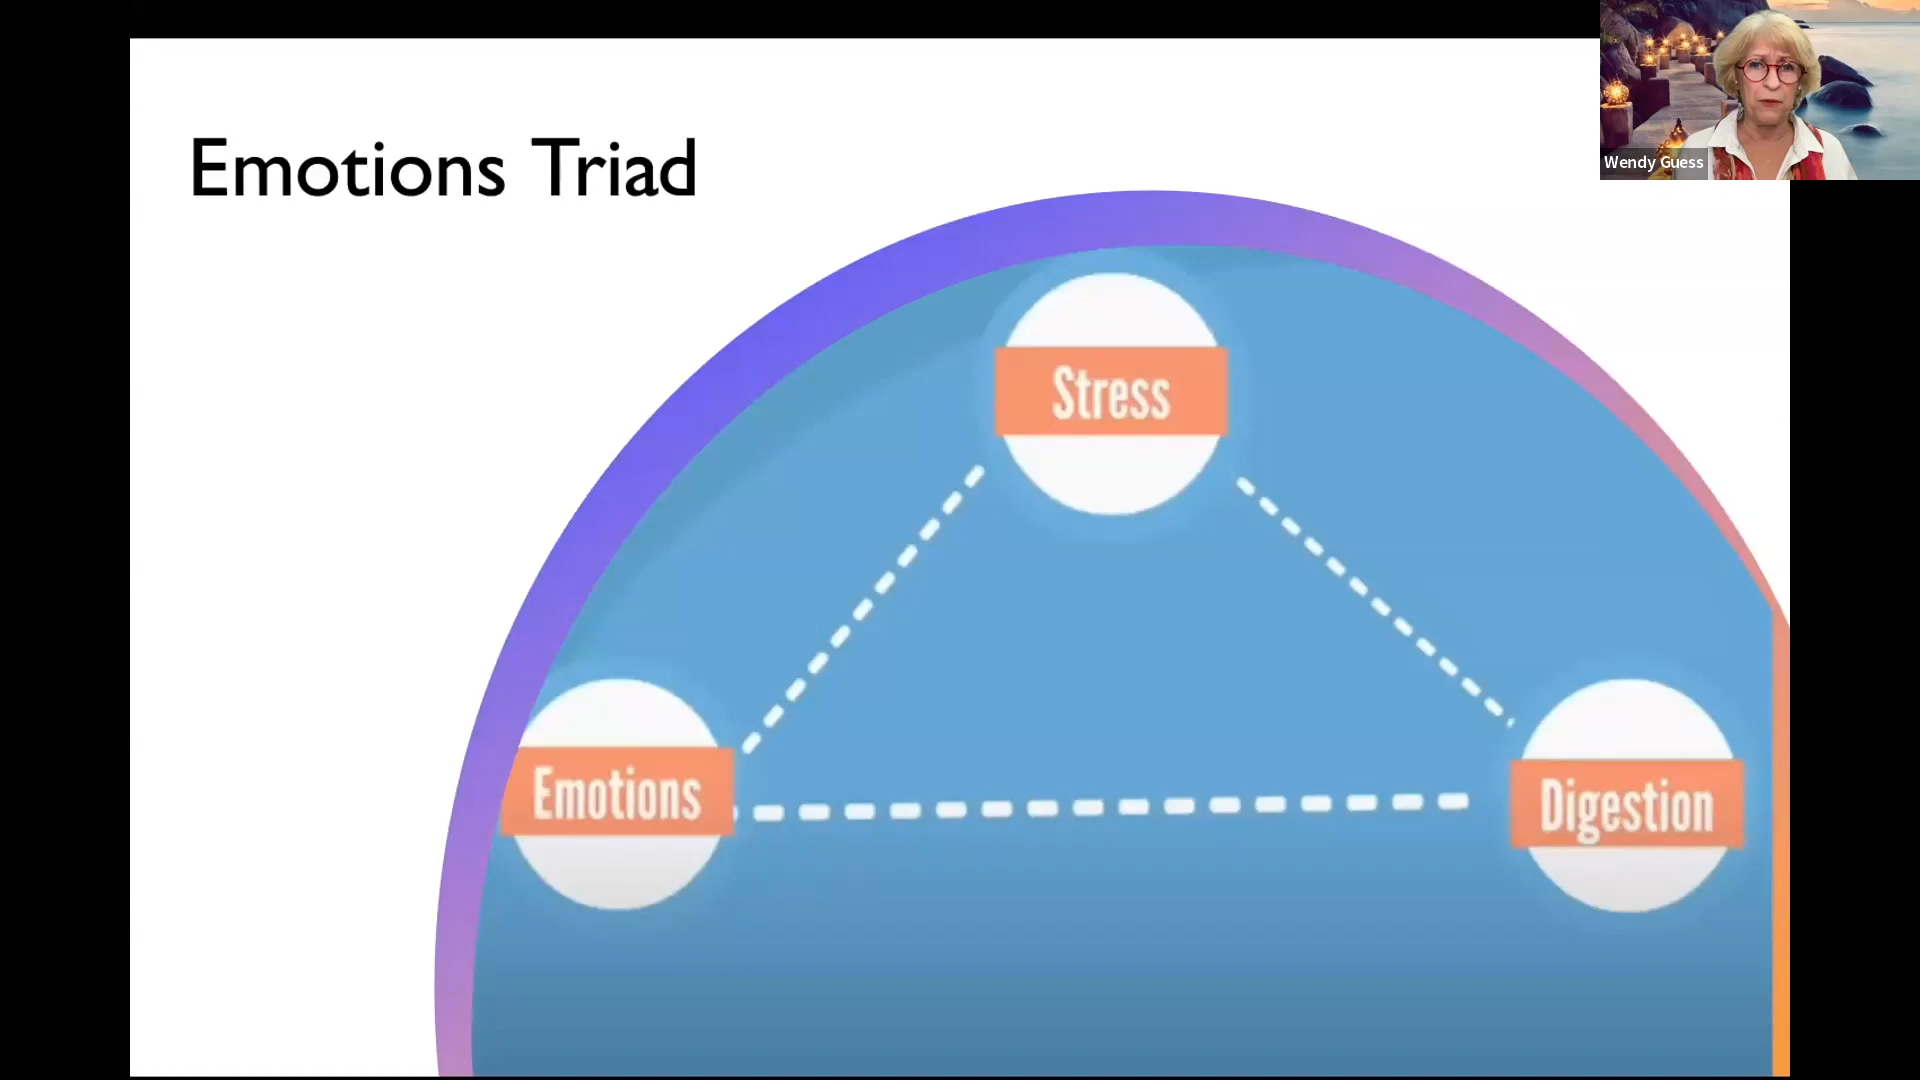 Emotions Triad
Wendy Guess
Stress
Emotions
Digestion